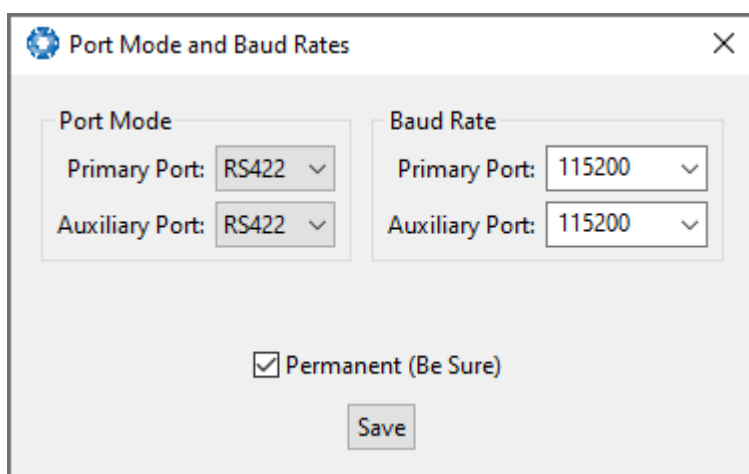 Port Mode and Baud Rates
Port Mode
Primary Port: RS422
Auxiliary Port: RS422
Baud Rate
Primary Port: 115200
Auxiliary Port: 115200
Permanent (Be Sure)
Save